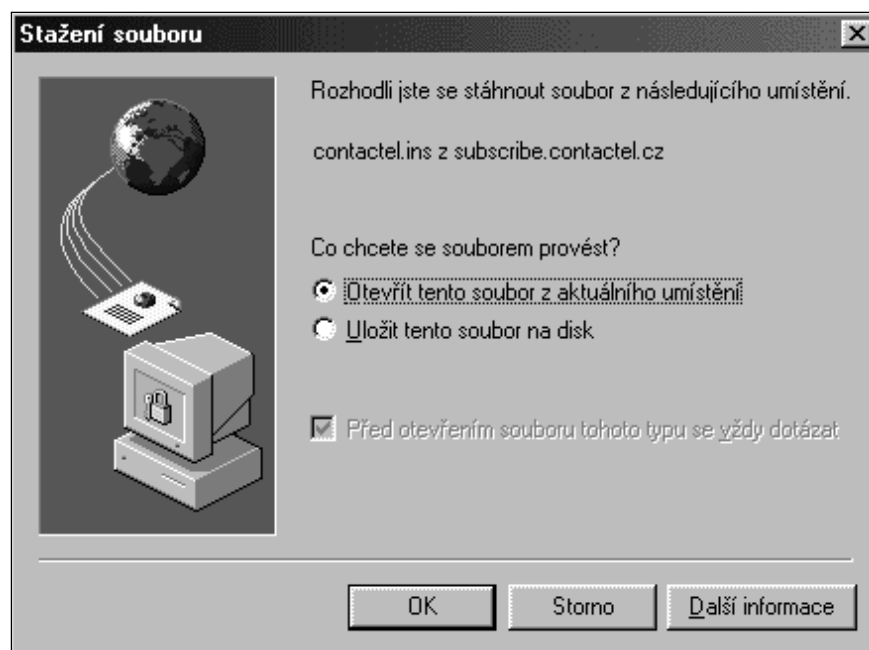 Stažení souboru
Rozhodli jste se stáhnout soubor z následujícího umístění.
contactel.ins z subscribe.contactel.cz
Co chcete se souborem provést?
Otevřít tento soubor z aktuálního umístění
Uložit tento soubor na disk
Před otevřením souboru tohoto typu se vždy dotázat
OK
Storno
Další informace